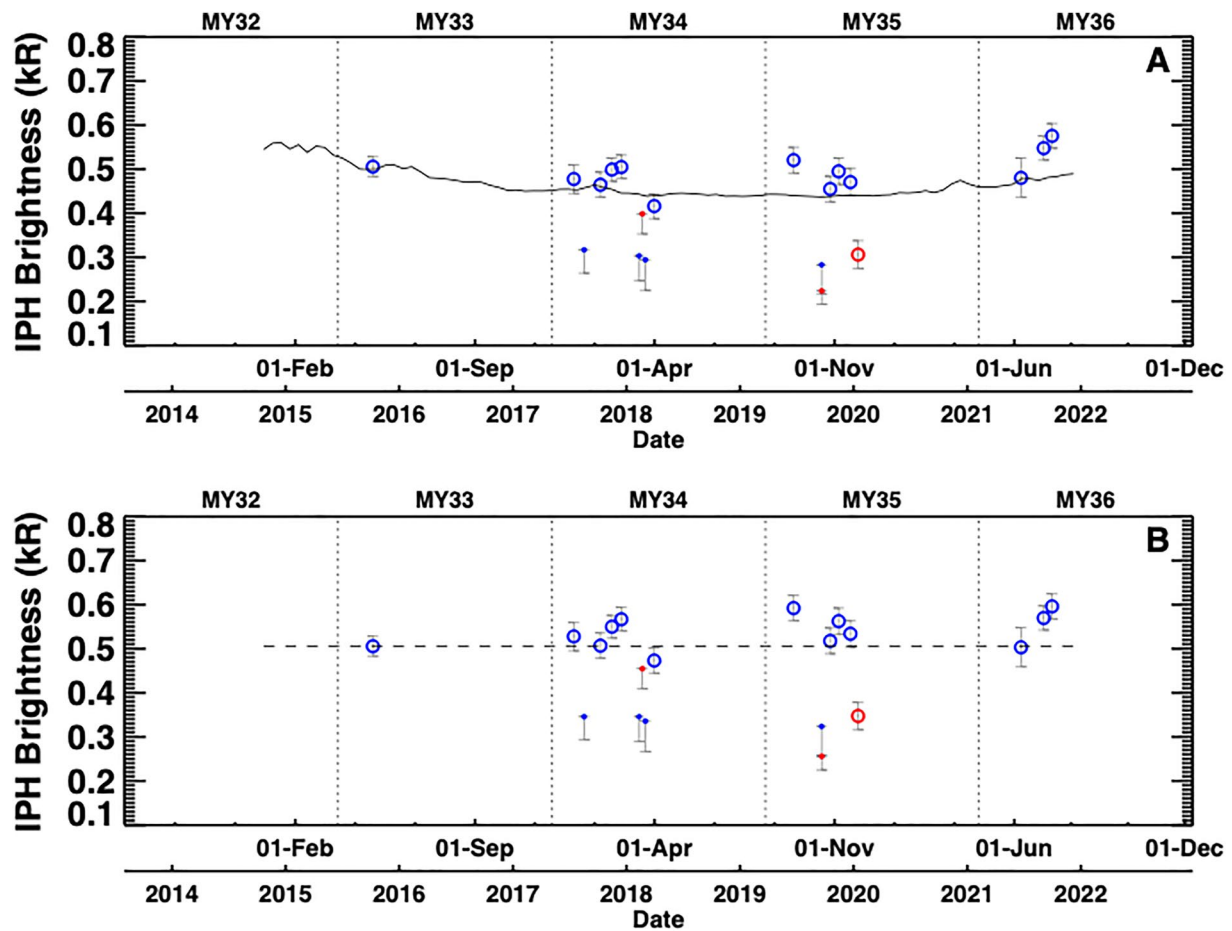 MY32 MY33 MY34 MY35 MY36
A
IPH Brightness (kR)
0.8
0.7
0.6
0.5
0.4
0.3
0.2
0.1
01-Feb 01-Sep 01-Apr 01-Nov 01-Jun 01-Dec
2014 2015 2016 2017 2018 2019 2020 2021 2022
Date
MY32 MY33 MY34 MY35 MY36
B
IPH Brightness (kR)
0.8
0.7
0.6
0.5
0.4
0.3
0.2
0.1
01-Feb 01-Sep 01-Apr 01-Nov 01-Jun 01-Dec
2014 2015 2016 2017 2018 2019 2020 2021 2022
Date